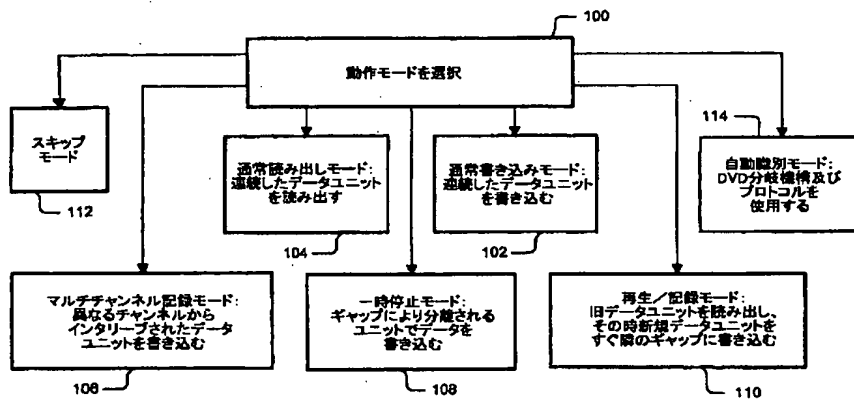 100
動作モードを選択
スキップ
モード
112
通常読み出しモード:
連続したデータユニット
を読み出す
104
通常書き込みモード:
連続したデータユニット
を書き込む
102
114
自動識別モード:
DVD分岐機構及び
プロトコルを
使用する
マルチチャンネル記録モード:
異なるチャンネルから
インタリーブされたデータ
ユニットを書き込む
106
一時停止モード:
ギャップにより分離される
ユニットでデータを
書き込む
108
再生/記録モード:
旧データユニットを読み出し、
その時新規データユニットを
すぐ隣のギャップに書き込む
110